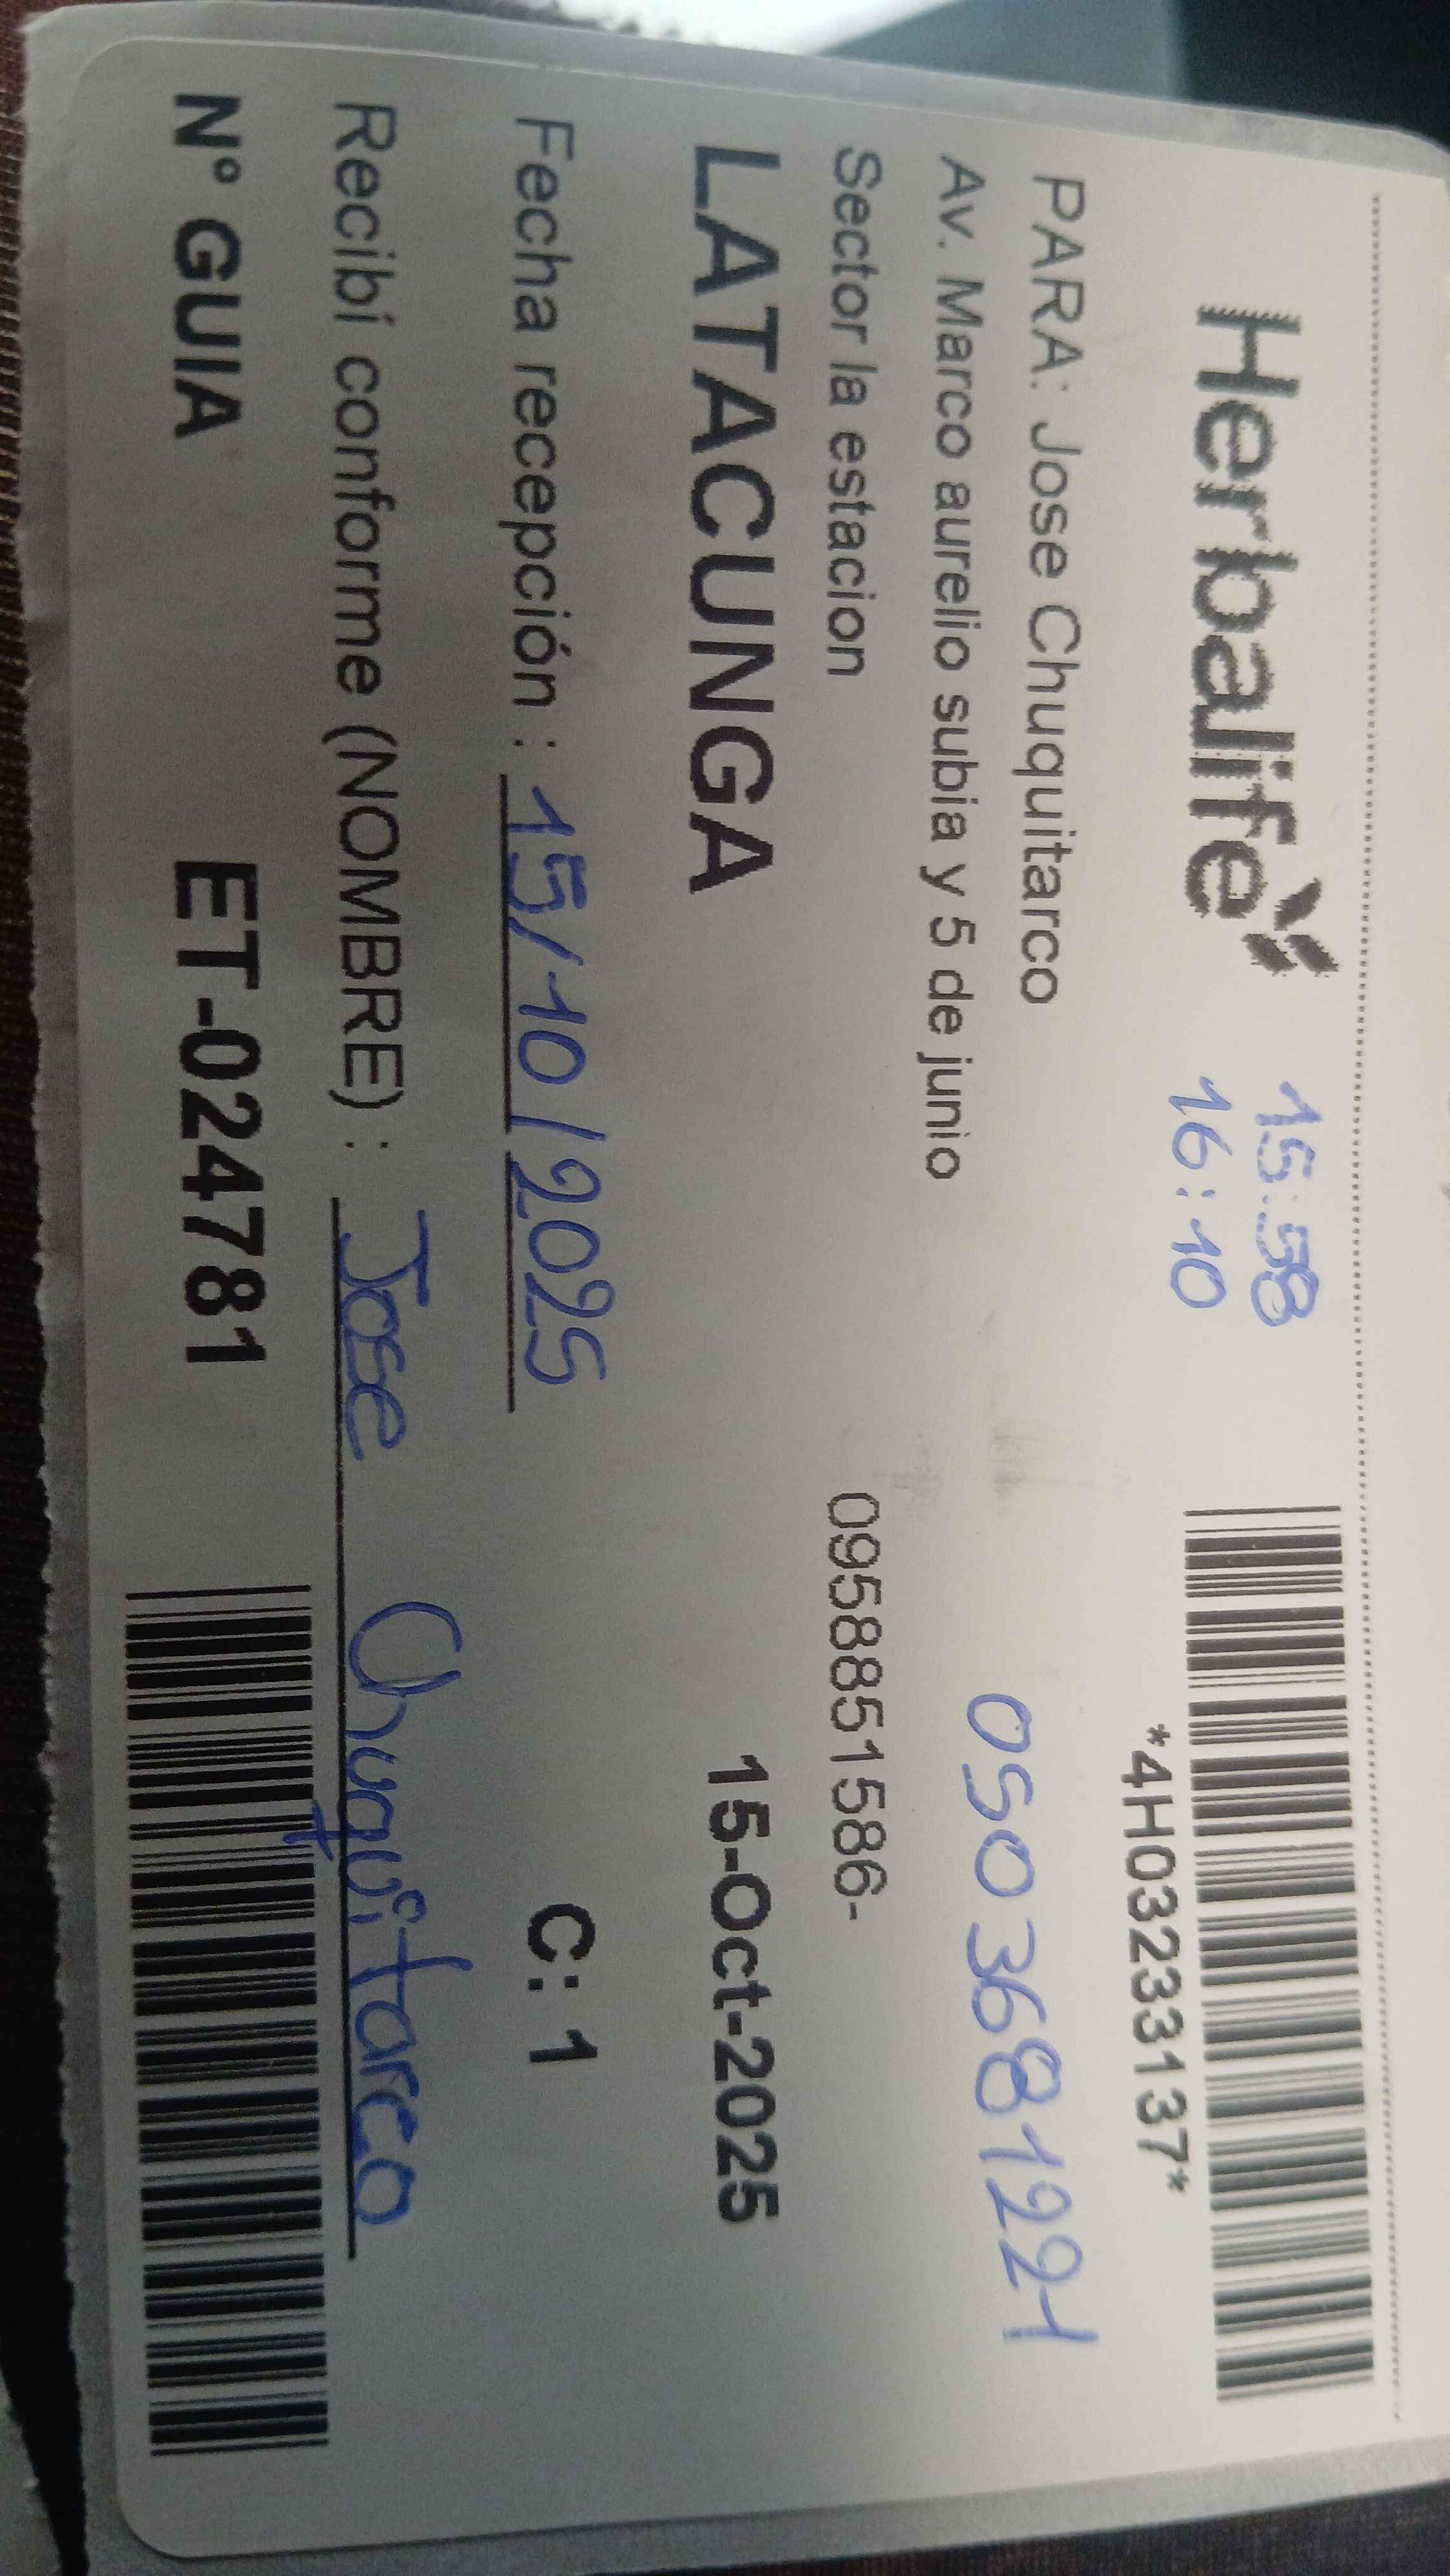 Herbalife
15:58
16:10
*4H03233137*
PARA: Jose Chuquitarco
0503681221
Av. Marco aurelio subia y 5 de junio
Sector la estacion
0958851586-
LATACUNGA
15-Oct-2025
Fecha recepción : 15/10/2025
C: 1
Recibí conforme (NOMBRE) : Jose Chuquitarco
N° GUIA ET-024781